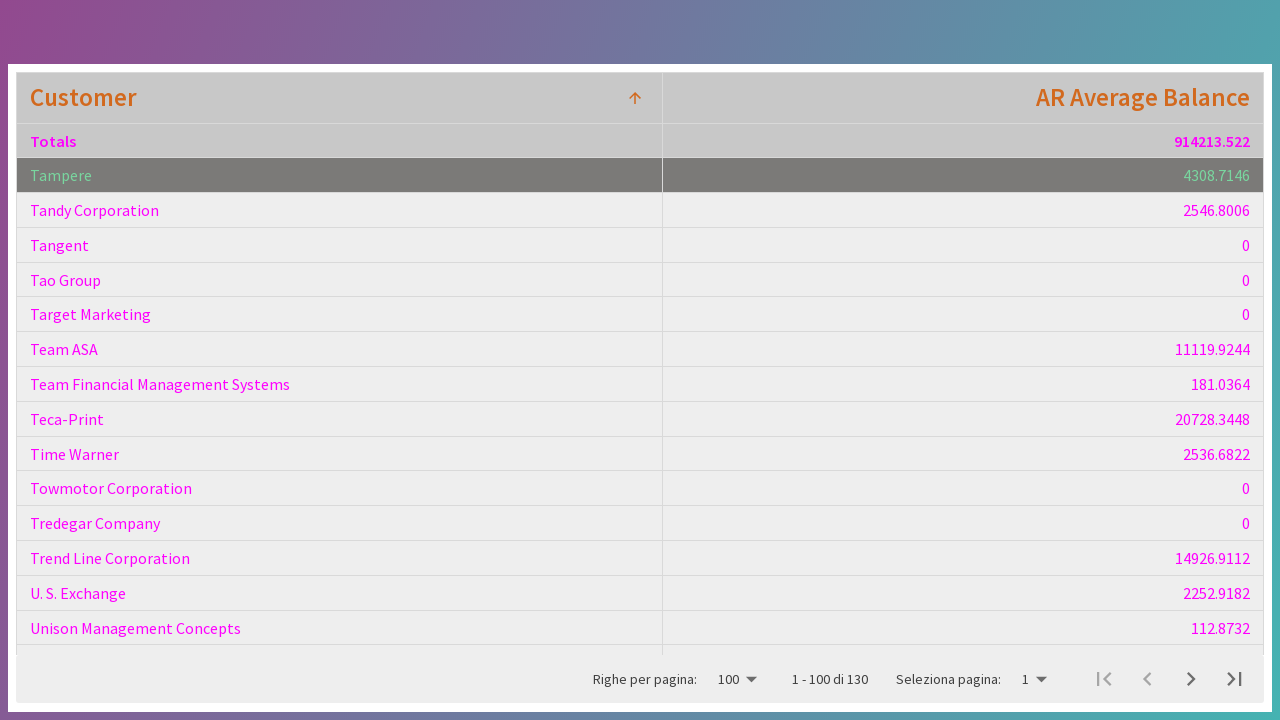 Customer AR Average Balance
Totals 914213.522
Tampere 4308.7146
Tandy Corporation 2546.8006
Tangent 0
Tao Group 0
Target Marketing 0
Team ASA 11119.9244
Team Financial Management Systems 181.0364
Teca-Print 20728.3448
Time Warner 2536.6822
Towmotor Corporation 0
Tredegar Company 0
Trend Line Corporation 14926.9112
U. S. Exchange 2252.9182
Unison Management Concepts 112.8732
Righe per pagina: 100 1 - 100 di 130 Seleziona pagina: 1